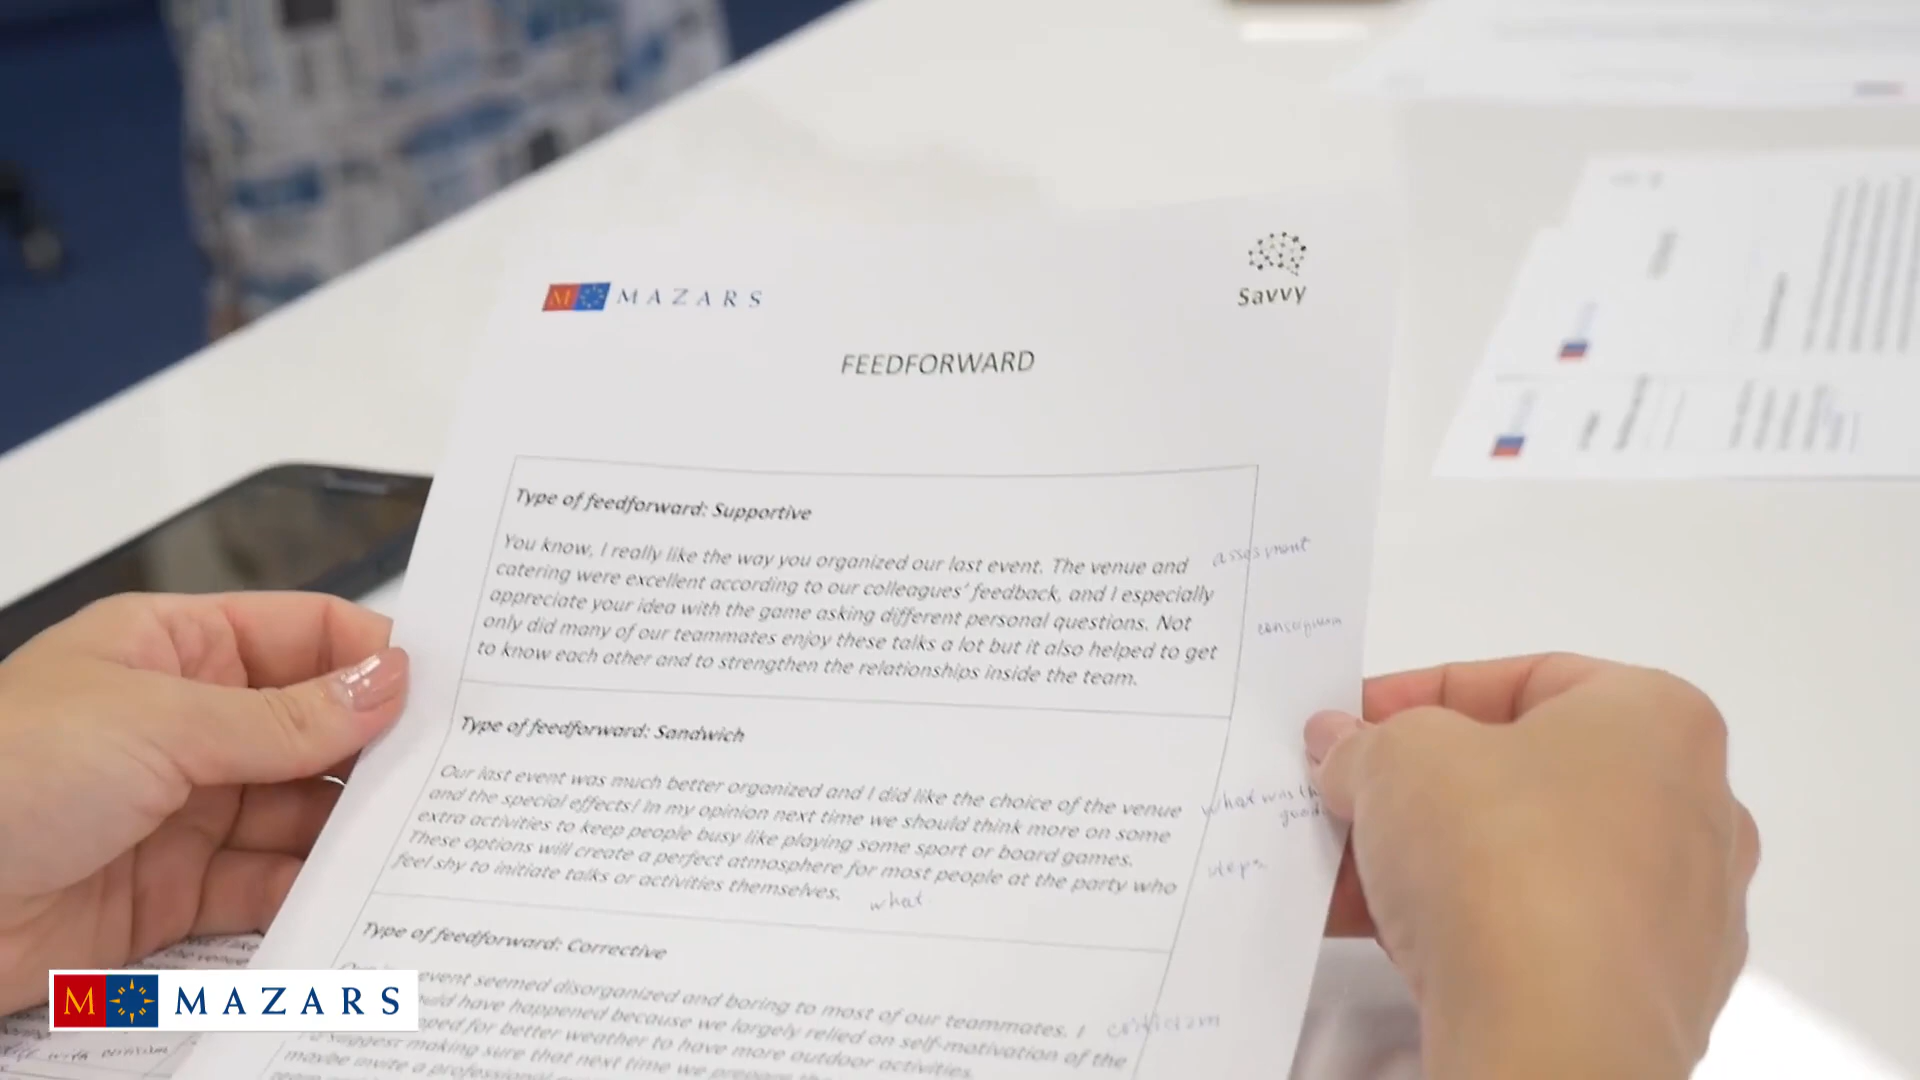 MAZARS
Savvy
FEEDFORWARD
Type of feedforward: Supportive
You know, I really like the way you organized our last event. The venue and
catering were excellent according to our colleagues' feedback, and I especially
appreciate your idea with the game asking different personal questions. Not
only did many of our teammates enjoy these talks a lot but it also helped to get
to know each other and to strengthen the relationships inside the team.
assesment
Type of feedforward: Sandwich
Our last event was much better organized and I did like the choice of the venue
and the special effects! In my opinion next time we should think more on some
extra activities to keep people busy like playing some sport or board games.
These options will create a perfect atmosphere for most people at the party who
feel shy to initiate talks or activities themselves.
what was th
good
steps
what
Type of feedforward: Corrective
event seemed disorganized and boring to most of our teammates. I
have happened because we largely relied on self-motivation of the
for better weather to have more outdoor activities.
suggest making sure that next time we prepare
maybe invite a professional
criticism
M MAZARS